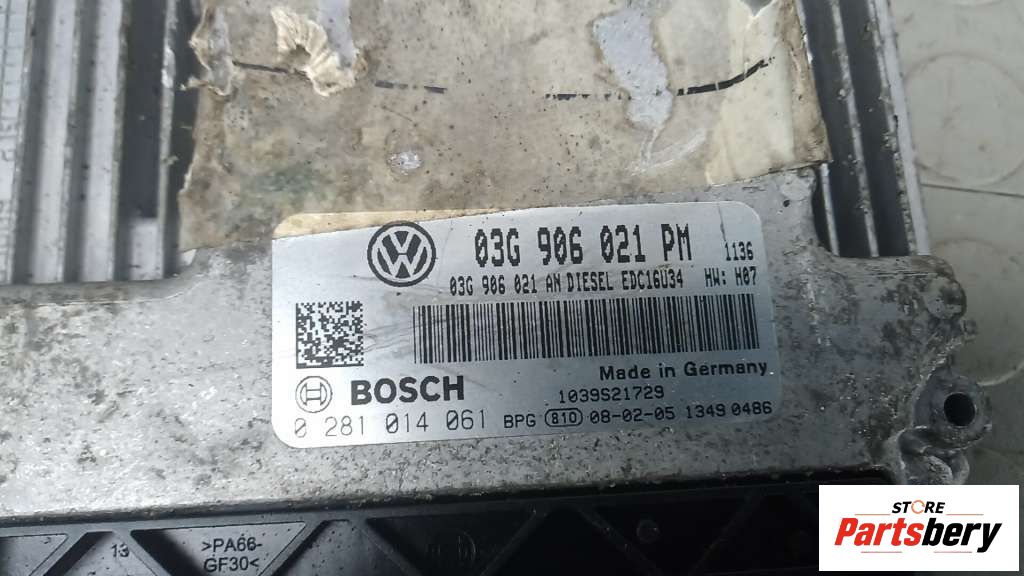 03G 906 021 PM 1136
03G 906 021 AN DIESEL EDC16U34 HW: H07
Made in Germany
BOSCH 1039S21729
0 281 014 061 BPG 810 08-02-05 1349 0486
13 >PA66-
GF30<
STORE
Partsbery